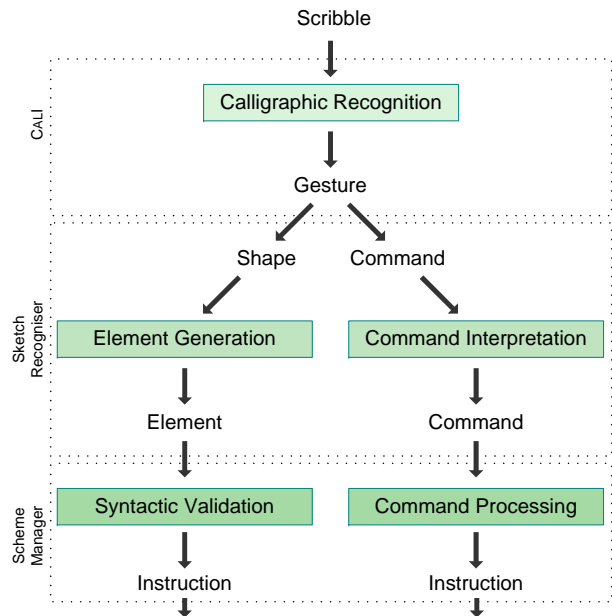 Scribble
CALI
Calligraphic Recognition
Gesture
Sketch
Recogniser
Shape
Command
Element Generation
Command Interpretation
Element
Command
Scheme
Manager
Syntactic Validation
Command Processing
Instruction
Instruction